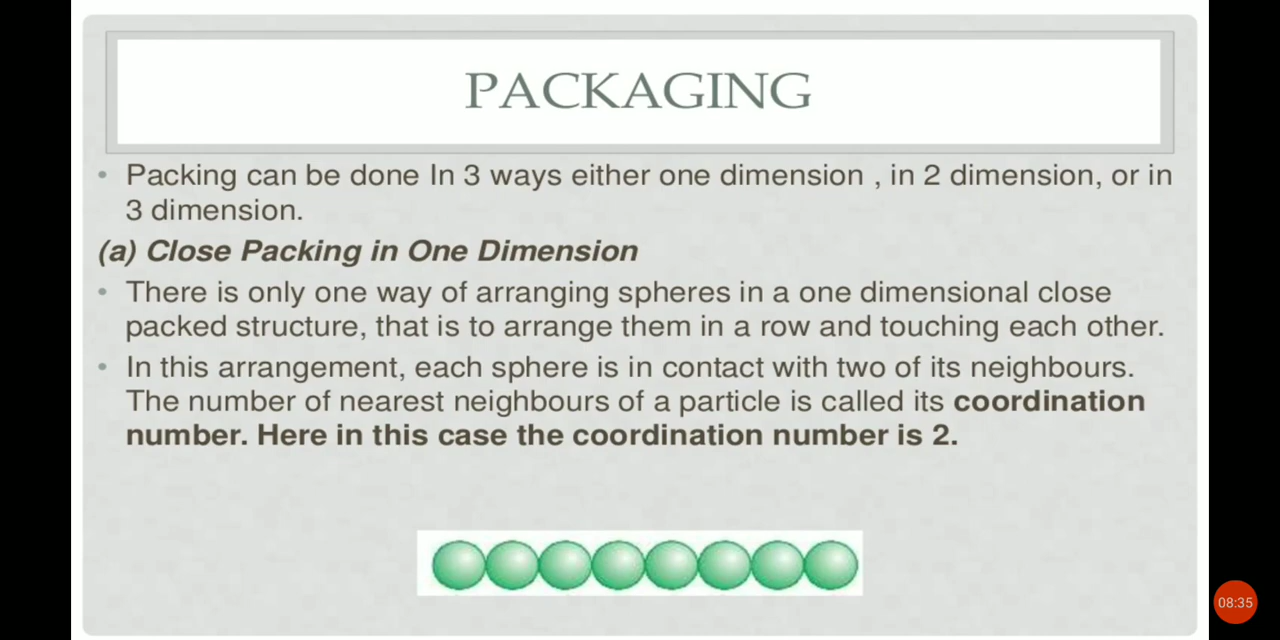 PACKAGING
• Packing can be done In 3 ways either one dimension , in 2 dimension, or in
3 dimension.
(a) Close Packing in One Dimension
• There is only one way of arranging spheres in a one dimensional close
packed structure, that is to arrange them in a row and touching each other.
• In this arrangement, each sphere is in contact with two of its neighbours.
The number of nearest neighbours of a particle is called its coordination
number. Here in this case the coordination number is 2.
08:35